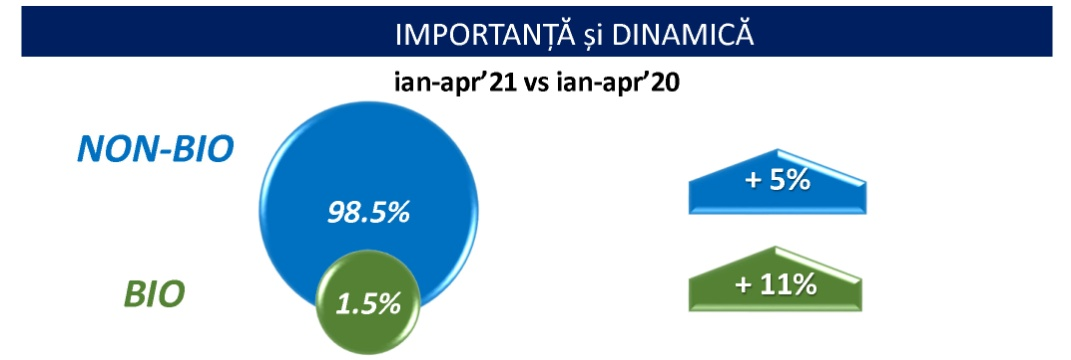 IMPORTANȚĂ și DINAMICĂ
ian-apr’21 vs ian-apr’20
NON-BIO
98.5%
+ 5%
BIO
1.5%
+ 11%